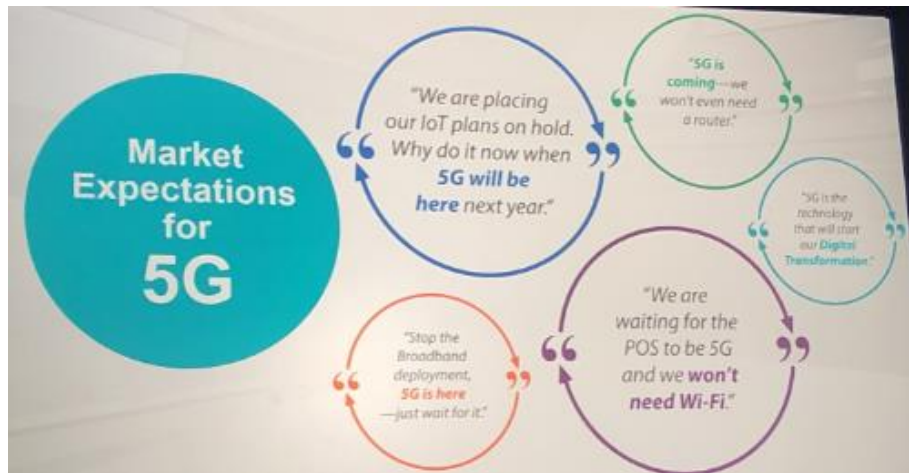 Market
Expectations
for
5G
"We are placing
our IoT plans on hold.
Why do it now when
5G will be
here next year."
"5G is
coming---we
won't even need
a router."
"5G is the
technology
that will start
our Digital
Transformation."
"Stop the
Broadband
deployment,
5G is here
—just wait for it."
"We are
waiting for the
POS to be 5G
and we won't
need Wi-Fi."